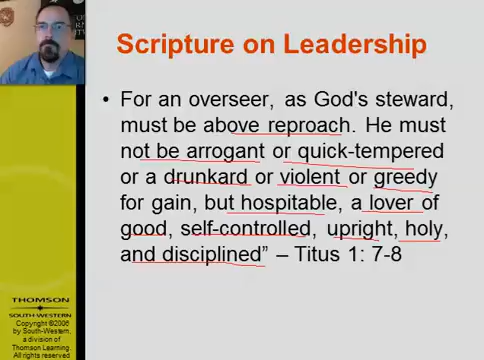 Scripture on Leadership
• For an overseer, as God's steward,
must be above reproach. He must
not be arrogant or quick-tempered
or a drunkard or violent or greedy
for gain, but hospitable, a lover of
good, self-controlled, upright, holy,
and disciplined” – Titus 1: 7-8
THOMSON
SOUTH-WESTERN
Copyright ©2006
by South-Western,
a division of
Thomson Learning.
All rights reserved